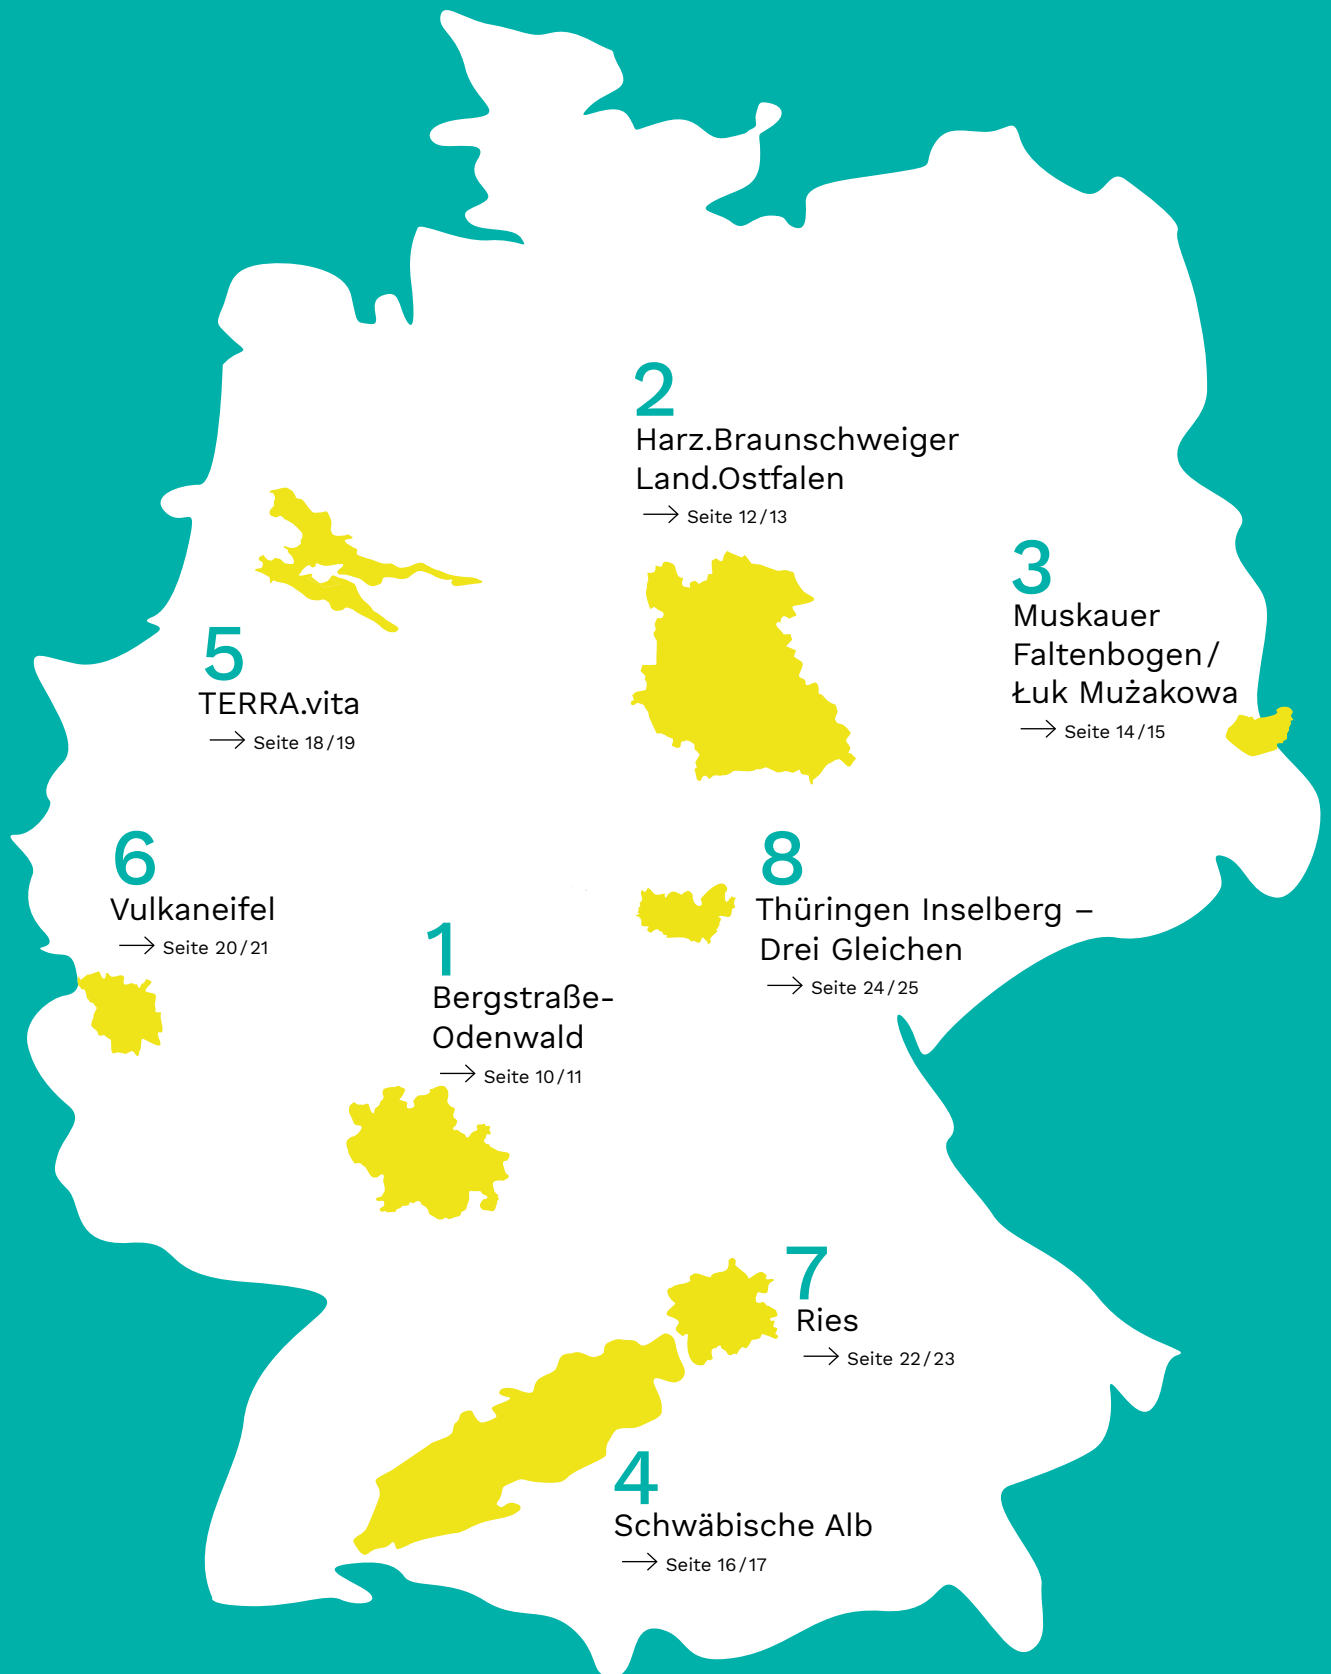 2
Harz.Braunschweiger
Land.Ostfalen
→ Seite 12/13
3
Muskauer
Faltenbogen/
Łuk Mużakowa
→ Seite 14/15
5
TERRA.vita
→ Seite 18/19
6
Vulkaneifel
→ Seite 20/21
8
Thüringen Inselberg –
Drei Gleichen
→ Seite 24/25
1
Bergstraße-
Odenwald
→ Seite 10/11
7
Ries
→ Seite 22/23
4
Schwäbische Alb
→ Seite 16/17